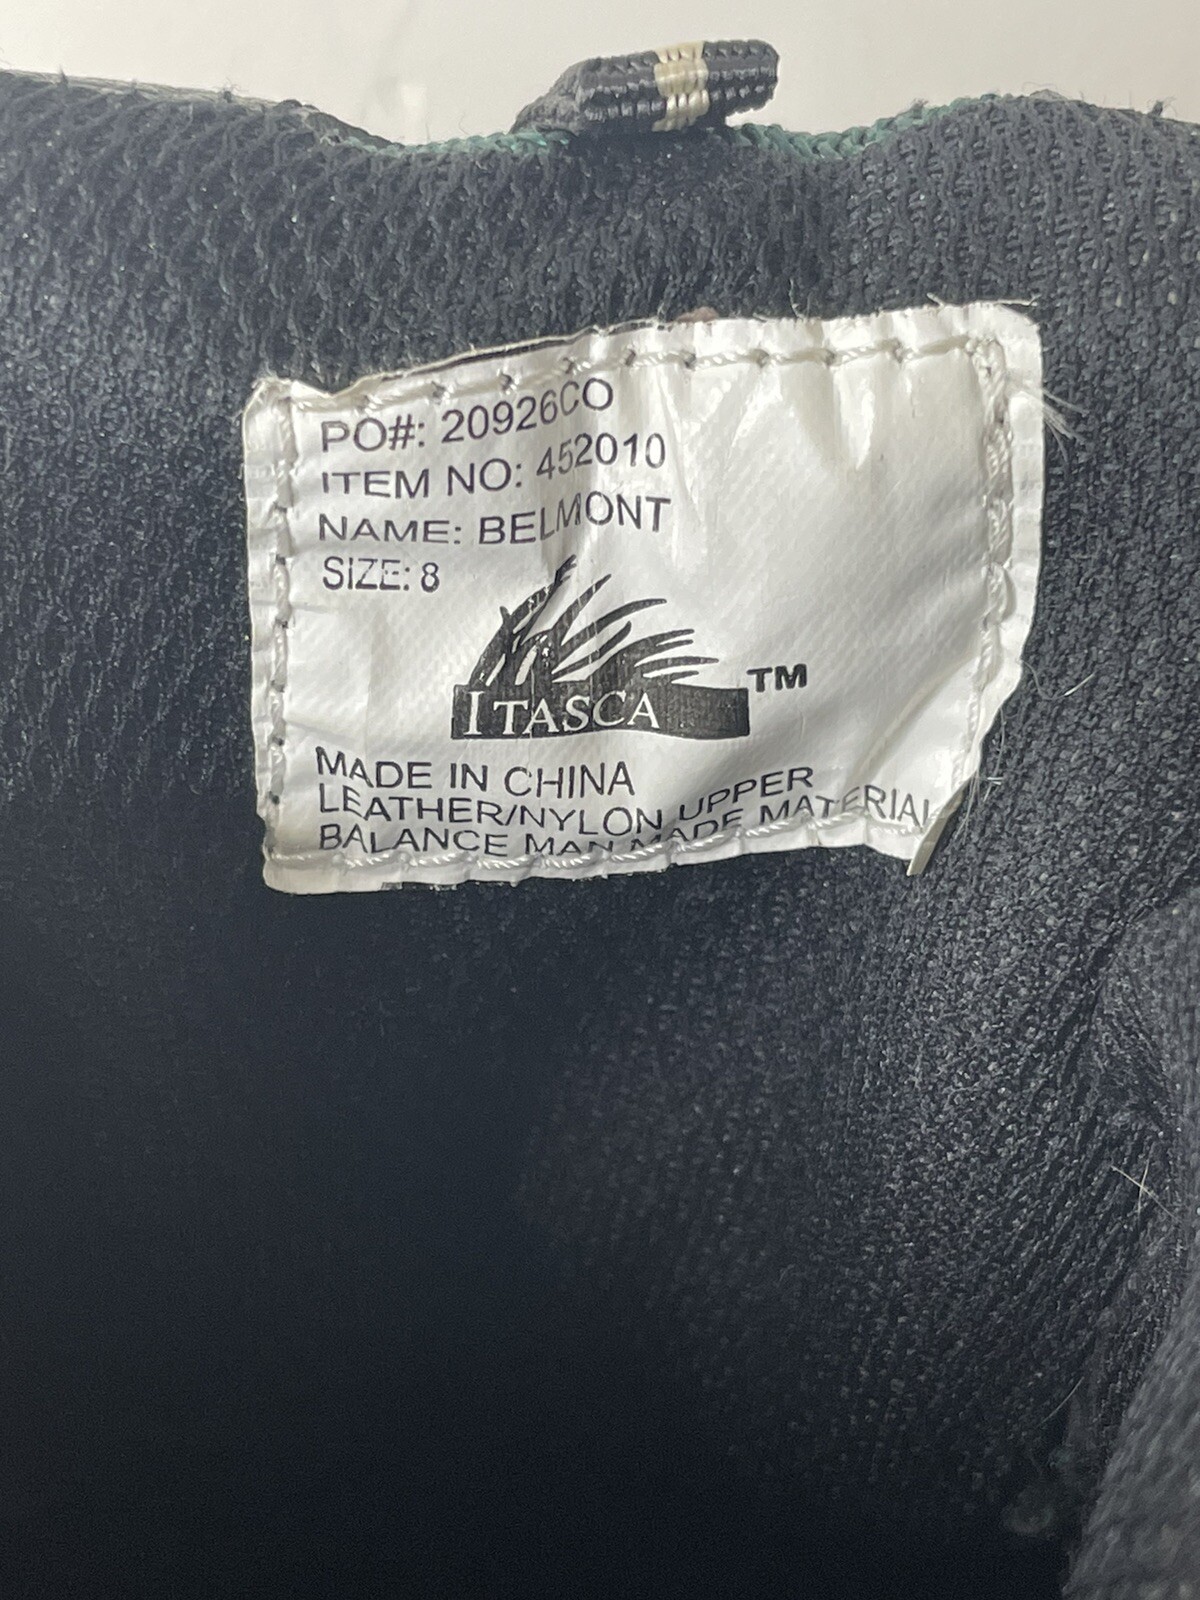 PO#: 20926CO
ITEM NO: 452010
NAME: BELMONT
SIZE: 8
ITASCA TM
MADE IN CHINA
LEATHER/NYLON UPPER
BALANCE MAN MADE MATERIAL